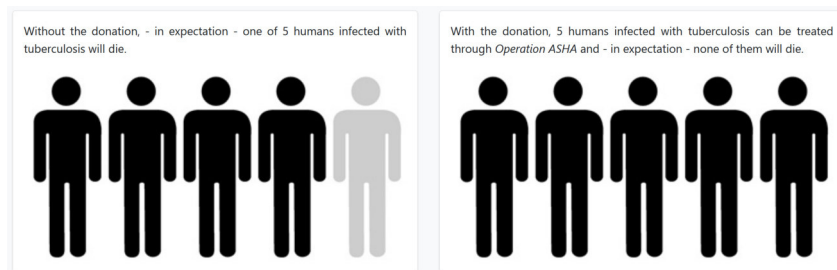 Without the donation, - in expectation - one of 5 humans infected with
tuberculosis will die.
With the donation, 5 humans infected with tuberculosis can be treated
through Operation ASHA and - in expectation - none of them will die.